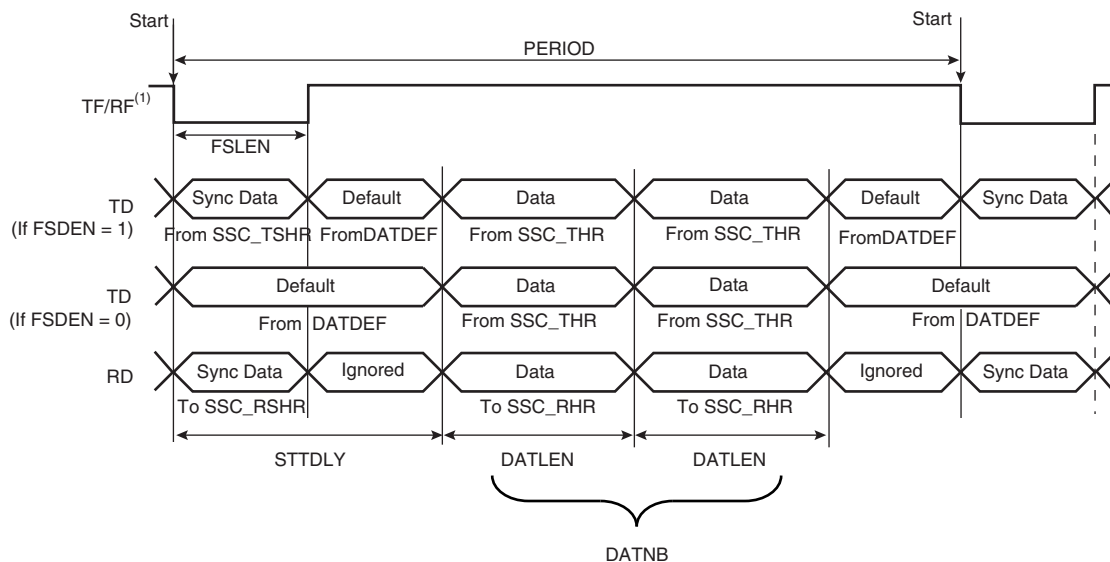 Start Start
PERIOD
TF/RF(1)
FSLEN
TD
(If FSDEN = 1)
Sync Data Default Data Data Default Sync Data
From SSC_TSHR FromDATDEF From SSC_THR From SSC_THR FromDATDEF
TD
(If FSDEN = 0)
Default Data Data Default
From DATDEF From SSC_THR From SSC_THR From DATDEF
RD Sync Data Ignored Data Data Ignored Sync Data
To SSC_RSHR To SSC_RHR To SSC_RHR
STTDLY DATLEN DATLEN
DATNB